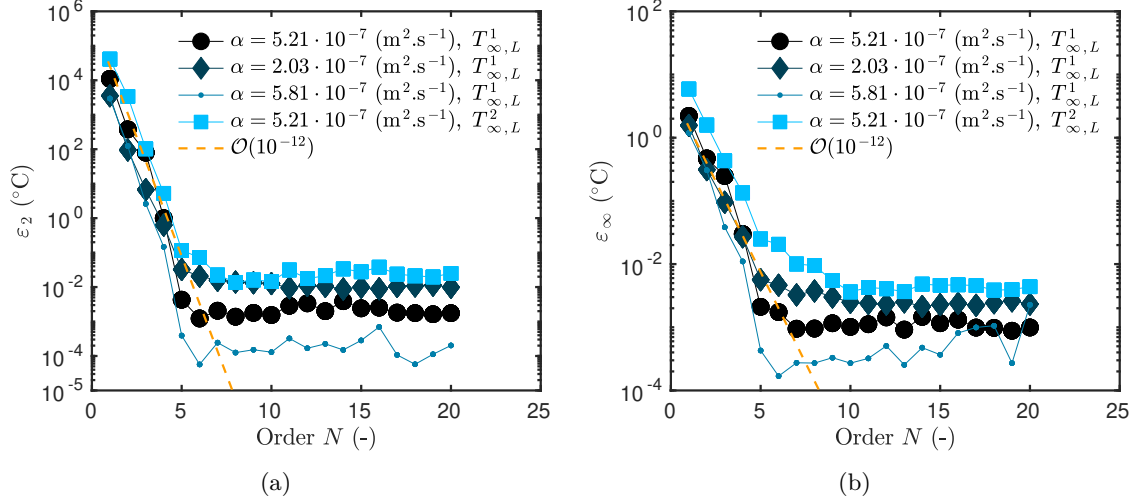 10^6
10^4
10^2
10^0
10^-2
10^-4
10^-5
ε_2 (°C)
α = 5.21 · 10^-7 (m^2.s^-1), T^1_∞,L
α = 2.03 · 10^-7 (m^2.s^-1), T^1_∞,L
α = 5.81 · 10^-7 (m^2.s^-1), T^1_∞,L
α = 5.21 · 10^-7 (m^2.s^-1), T^2_∞,L
O(10^-12)
0 5 10 15 20 25
Order N (-)
(a)
10^4
10^2
10^0
10^-2
10^-4
ε_∞ (°C)
α = 5.21 · 10^-7 (m^2.s^-1), T^1_∞,L
α = 2.03 · 10^-7 (m^2.s^-1), T^1_∞,L
α = 5.81 · 10^-7 (m^2.s^-1), T^1_∞,L
α = 5.21 · 10^-7 (m^2.s^-1), T^2_∞,L
O(10^-12)
0 5 10 15 20 25
Order N (-)
(b)